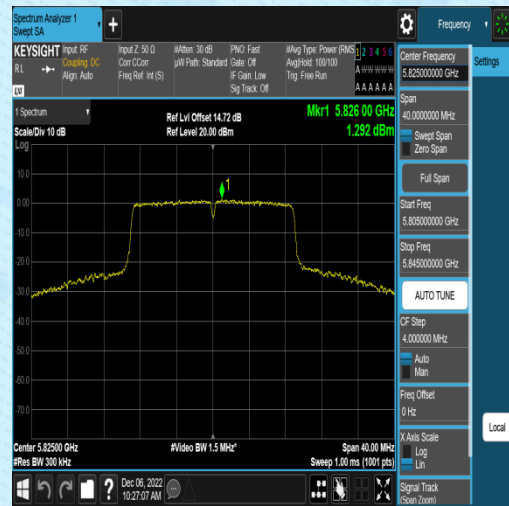 Spectrum Analyzer 1
Swept SA
+
Frequency
KEYSIGHT
RL
LXI
Input: RF
Coupling: DC
Align: Auto
Input Z: 50 Ω
Corr CCorr
Freq Ref: Int (S)
#Atten: 30 dB
µW Path: Standard
PNO: Fast
Gate: Off
IF Gain: Low
Sig Track: Off
#Avg Type: Power (RMS
Avg|Hold: 100/100
Trig: Free Run
1 2 3 4 5 6
A W W W W W
A A A A A A
Center Frequency
5.825000000 GHz
Settings
Span
40.0000000 MHz
Swept Span
Zero Span
Full Span
Start Freq
5.805000000 GHz
Stop Freq
5.845000000 GHz
AUTO TUNE
CF Step
4.000000 MHz
Auto
Man
Freq Offset
0 Hz
X Axis Scale
Log
Lin
Signal Track
(Span Zoom)
Local
1 Spectrum
Scale/Div 10 dB
Log
Ref Lvl Offset 14.72 dB
Ref Level 20.00 dBm
Mkr1 5.826 00 GHz
1.292 dBm
1
10.0
0.00
-10.0
-20.0
-30.0
-40.0
-50.0
-60.0
-70.0
Center 5.82500 GHz
#Res BW 300 kHz
#Video BW 1.5 MHz*
Span 40.00 MHz
Sweep 1.00 ms (1001 pts)
?
Dec 06, 2022
10:27:07 AM